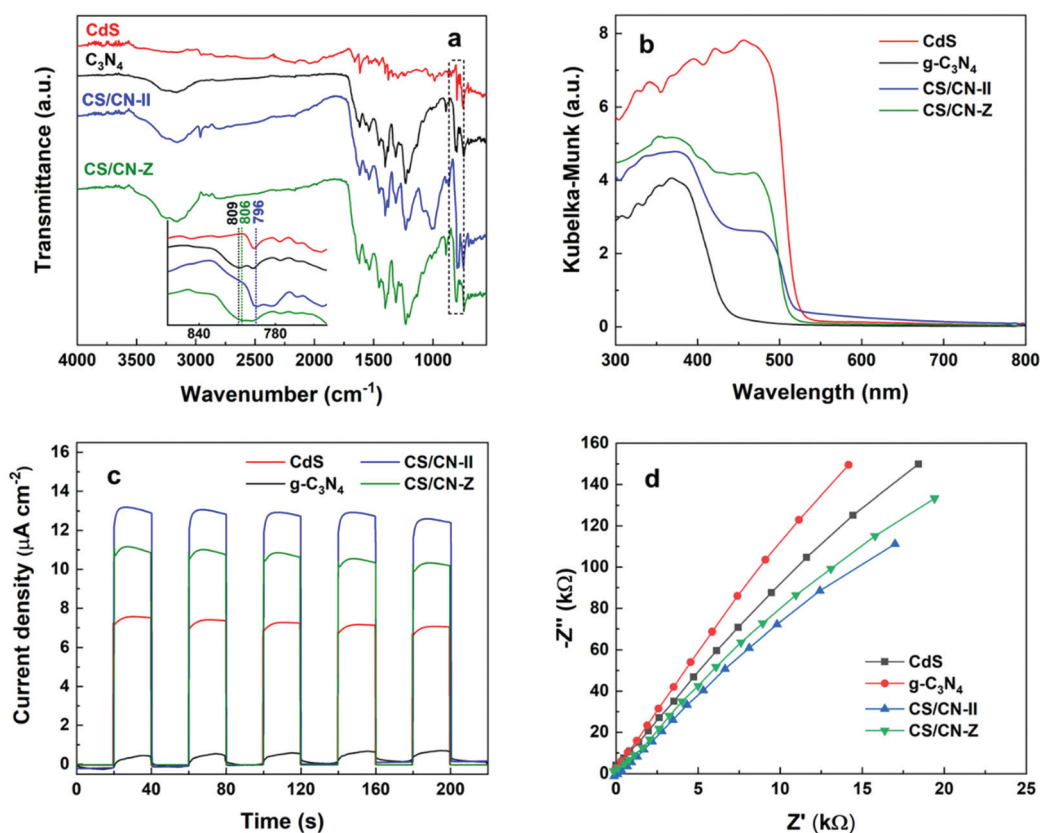 a
CdS
C₃N₄
CS/CN-II
CS/CN-Z
809
806
796
840
780
Transmittance (a.u.)
4000 3500 3000 2500 2000 1500 1000
Wavenumber (cm⁻¹)
b
CdS
g-C₃N₄
CS/CN-II
CS/CN-Z
Kubelka-Munk (a.u.)
8
6
4
2
0
300 400 500 600 700 800
Wavelength (nm)
c
CdS
g-C₃N₄
CS/CN-II
CS/CN-Z
Current density (μA cm⁻²)
16
14
12
10
8
6
4
2
0
0 40 80 120 160 200
Time (s)
d
160
140
120
100
80
60
40
20
0
-Z'' (kΩ)
CdS
g-C₃N₄
CS/CN-II
CS/CN-Z
0 5 10 15 20 25
Z' (kΩ)